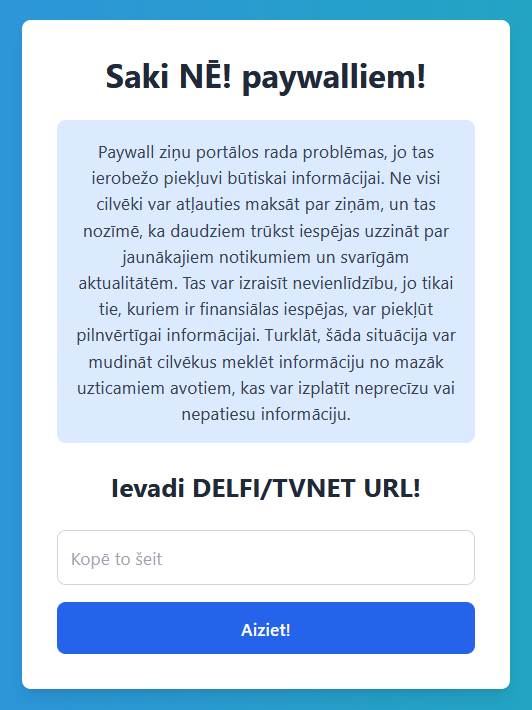 Saki NĒ! paywalliem!
Paywall ziņu portālos rada problēmas, jo tas
ierobežo piekļuvi būtiskai informācijai. Ne visi
cilvēki var atļauties maksāt par ziņām, un tas
nozīmē, ka daudziem trūkst iespējas uzzināt par
jaunākajiem notikumiem un svarīgām
aktualitātēm. Tas var izraisīt nevienlīdzību, jo tikai
tie, kuriem ir finansiālas iespējas, var piekļūt
pilnvērtīgai informācijai. Turklāt, šāda situācija var
mudināt cilvēkus meklēt informāciju no mazāk
uzticamiem avotiem, kas var izplatīt neprecīzu vai
nepatiesu informāciju.
Ievadi DELFI/TVNET URL!
Kopē to šeit
Aiziet!